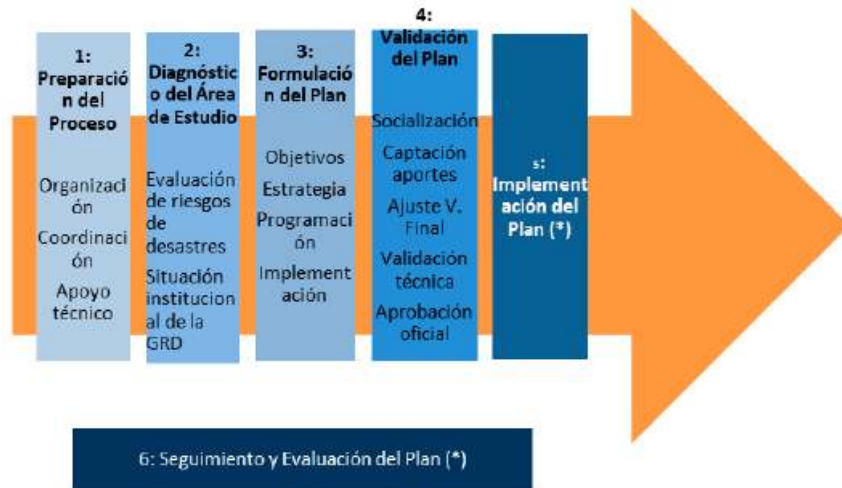 1:
Preparació
n del
Proceso
Organizaci
ón
Coordinaci
ón
Apoyo
técnico
2:
Diagnóstic
o del Área
de Estudio
Evaluación
de riesgos
de
desastres
Situación
institucion
al de la
GRD
3:
Formulació
n del Plan
Objetivos
Estrategia
Programaci
ón
Implement
ación
4:
Validación
del Plan
Socialización
Captación
aportes
Ajuste V.
Final
Validación
técnica
Aprobación
oficial
s:
Implement
ación del
Plan (*)
6: Seguimiento y Evaluación del Plan (*)